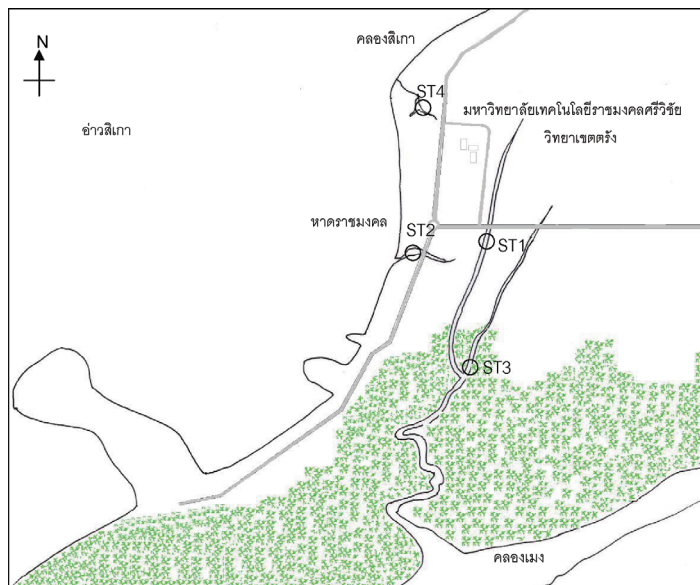 คลองสิเกา
N
ST4
มหาวิทยาลัยเทคโนโลยีราชมงคลศรีวิชัย
วิทยาเขตตรัง
อ่าวสิเกา
หาดราชมงคล
ST2
ST1
ST3
คลองเมง